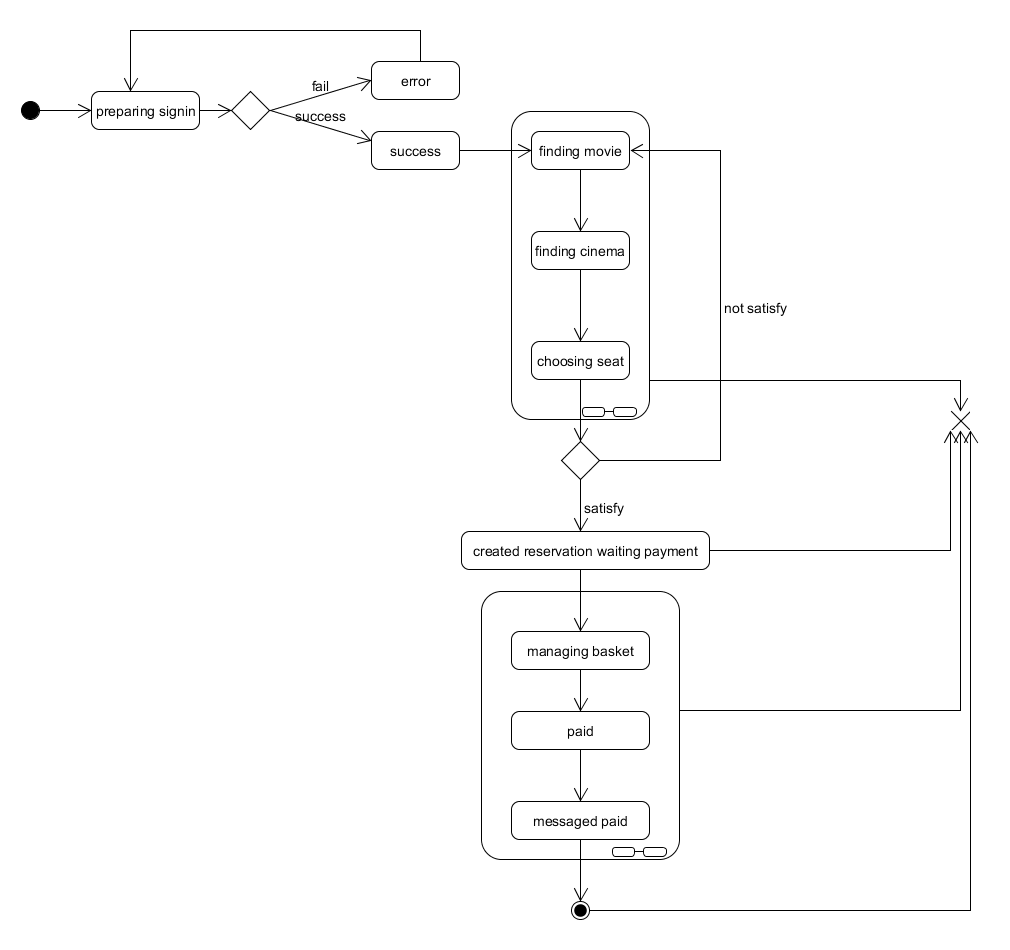 error
fail
preparing signin
success
success
finding movie
finding cinema
not satisfy
choosing seat
satisfy
created reservation waiting payment
managing basket
paid
messaged paid